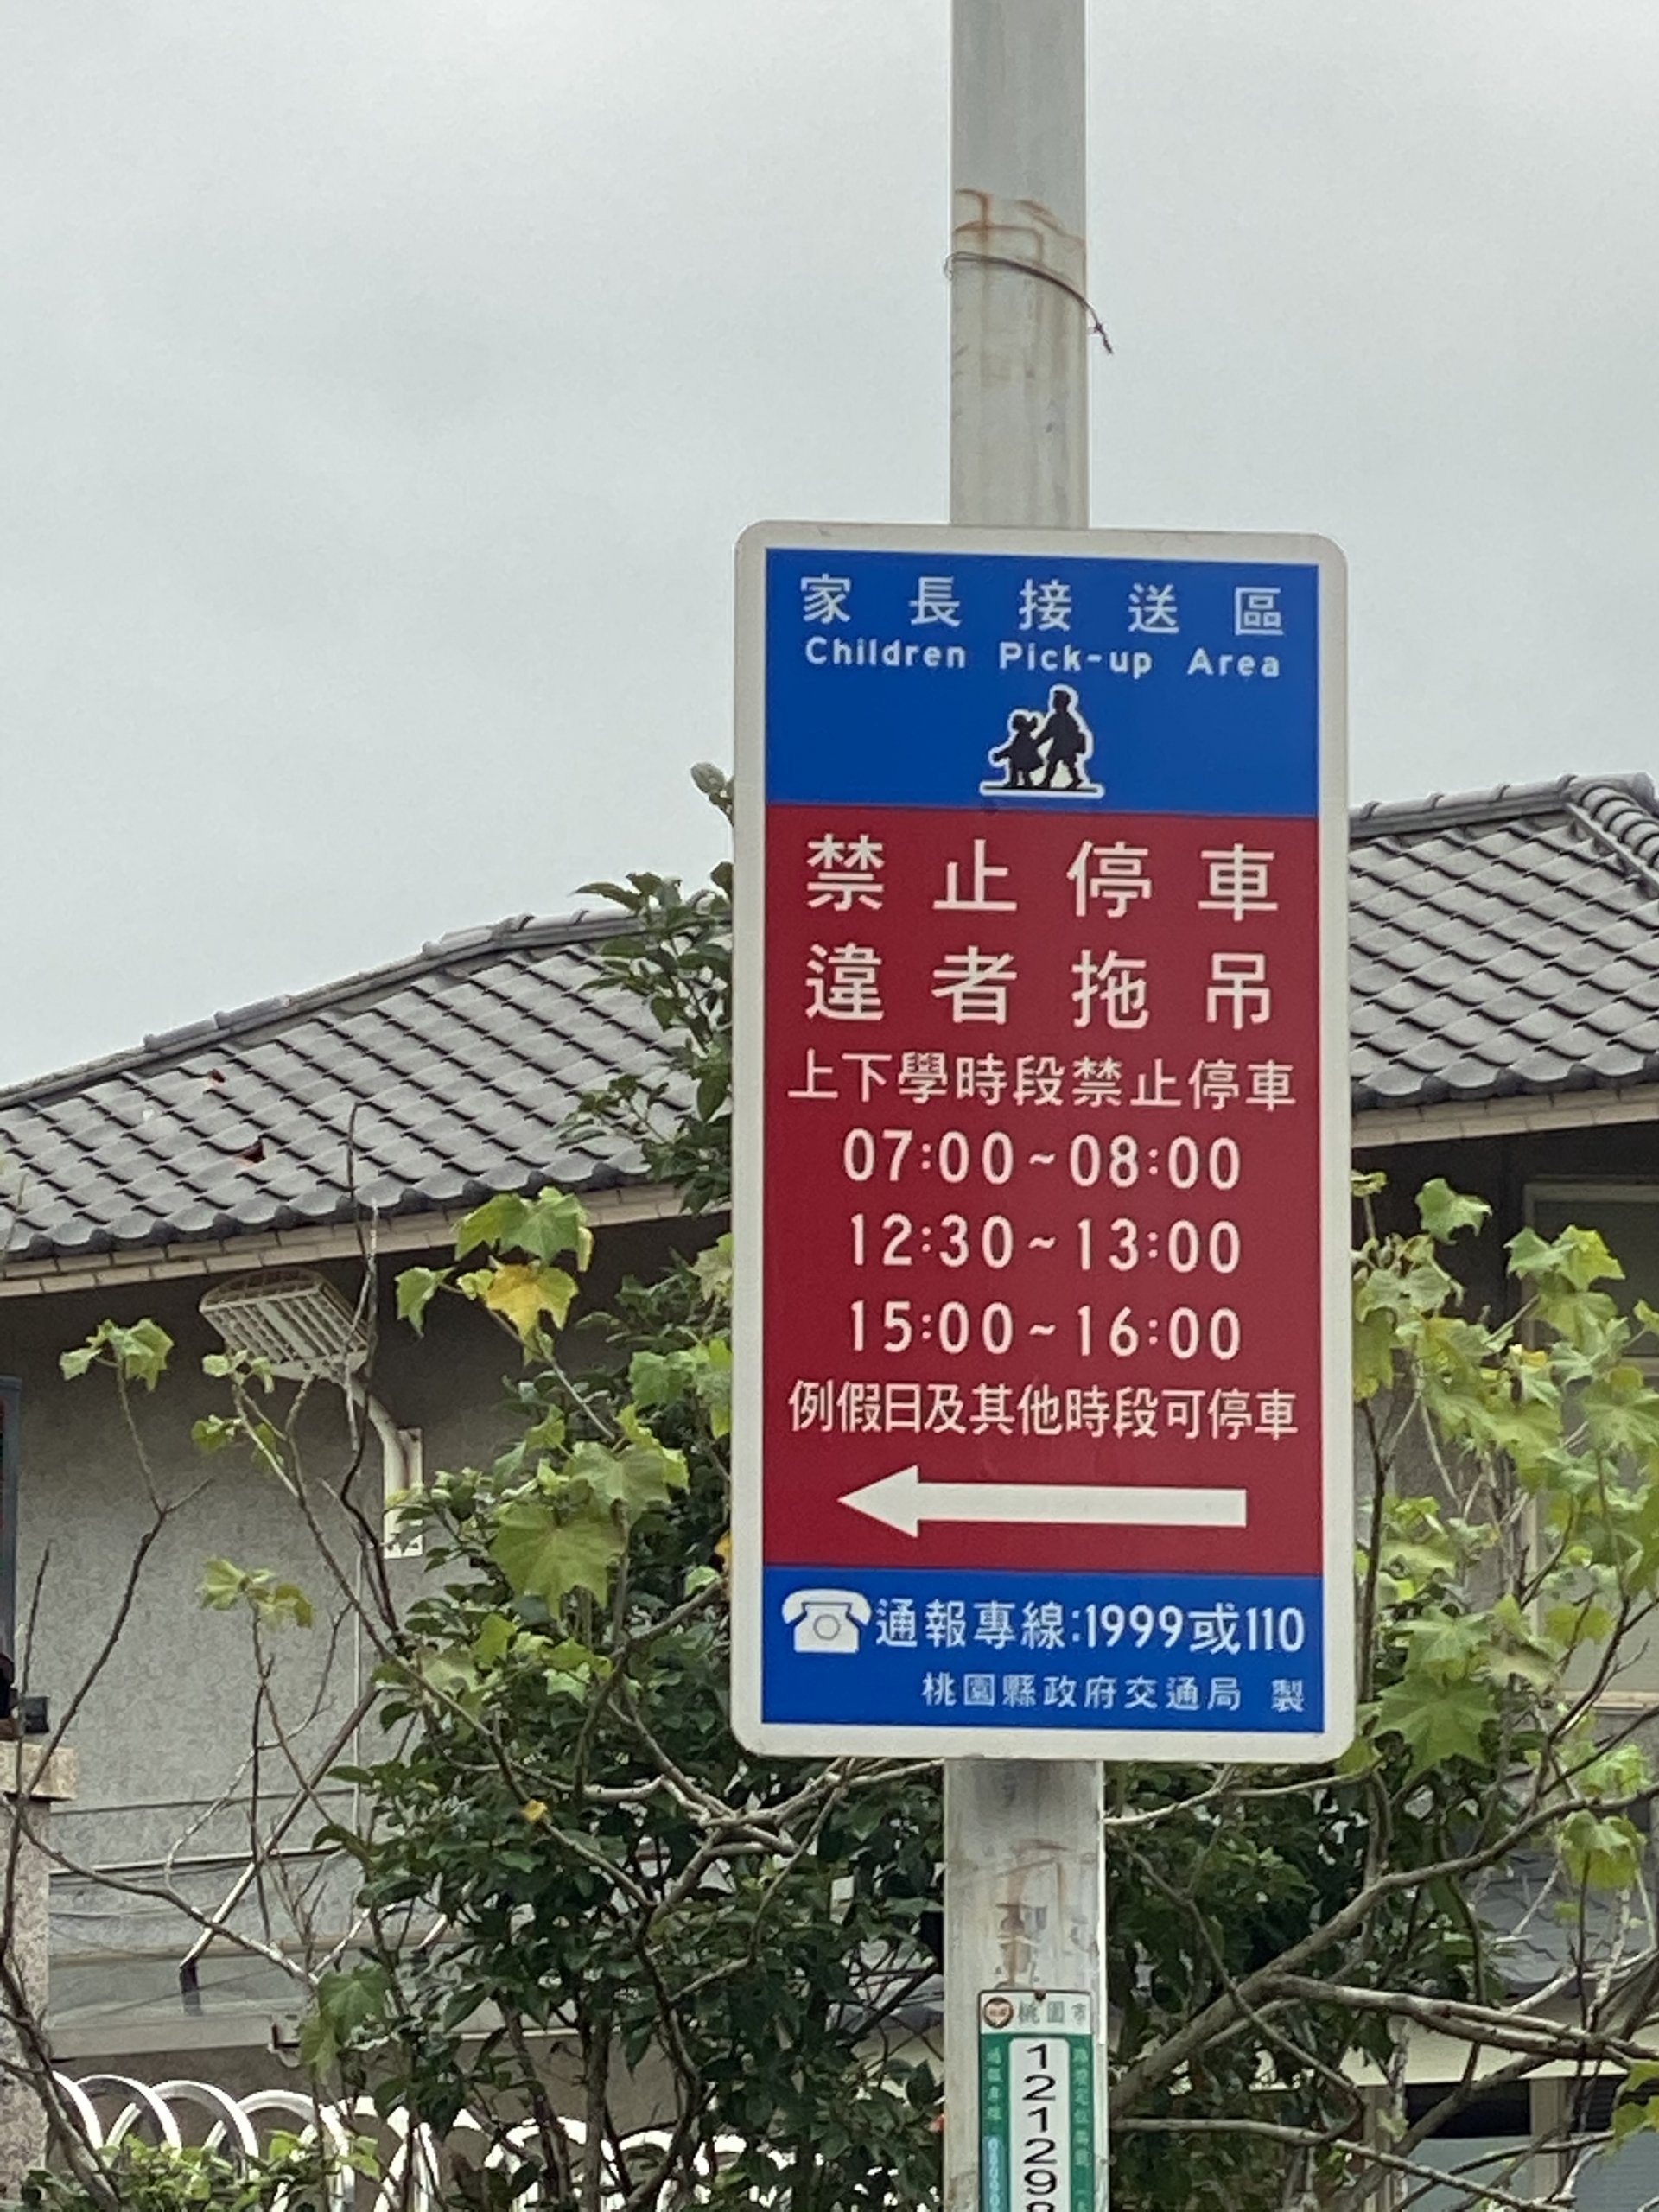 家長接送區
Children Pick-up Area
禁止停車
違者拖吊
上下學時段禁止停車
07:00~08:00
12:30~13:00
15:00~16:00
例假日及其他時段可停車
通報專線:1999或110
桃園縣政府交通局 製
桃園市
121298